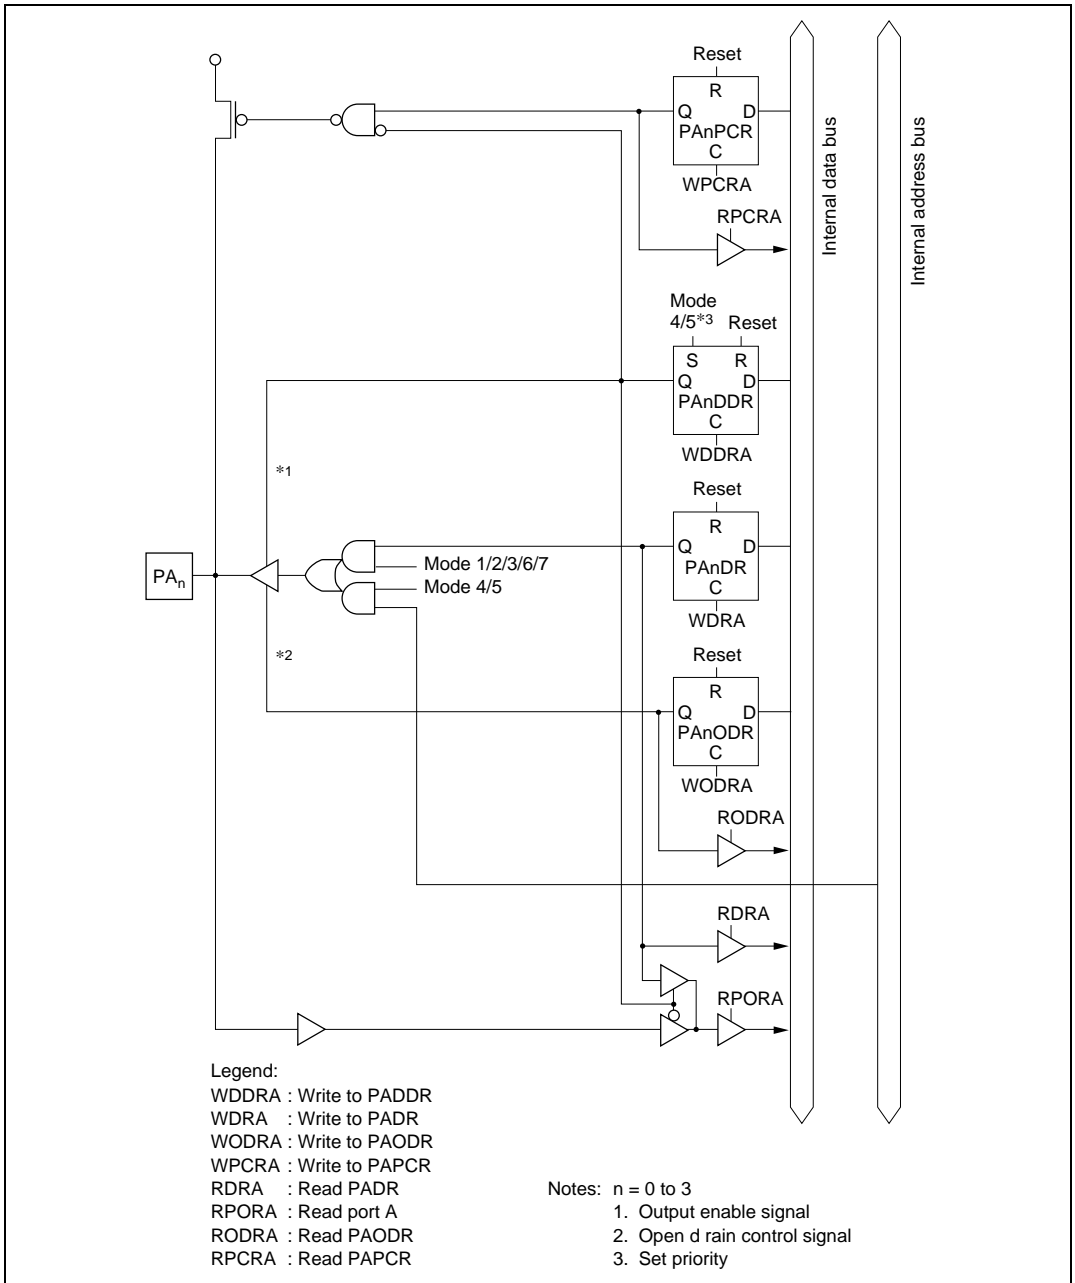 Reset
R
Q D
PAnPCR
C
WPCRA
RPCRA
Internal data bus
Internal address bus
Mode
4/5*3 Reset
S R
Q D
PAnDDR
C
WDDRA
*1
Reset
R
Q D
PAnDR
C
WDRA
Mode 1/2/3/6/7
Mode 4/5
PAn
*2
Reset
R
Q D
PAnODR
C
WODRA
RODRA
RDRA
RPORA
Legend:
WDDRA : Write to PADDR
WDRA : Write to PADR
WODRA : Write to PAODR
WPCRA : Write to PAPCR
RDRA : Read PADR
RPORA : Read port A
RODRA : Read PAODR
RPCRA : Read PAPCR
Notes: n = 0 to 3
1. Output enable signal
2. Open d rain control signal
3. Set priority